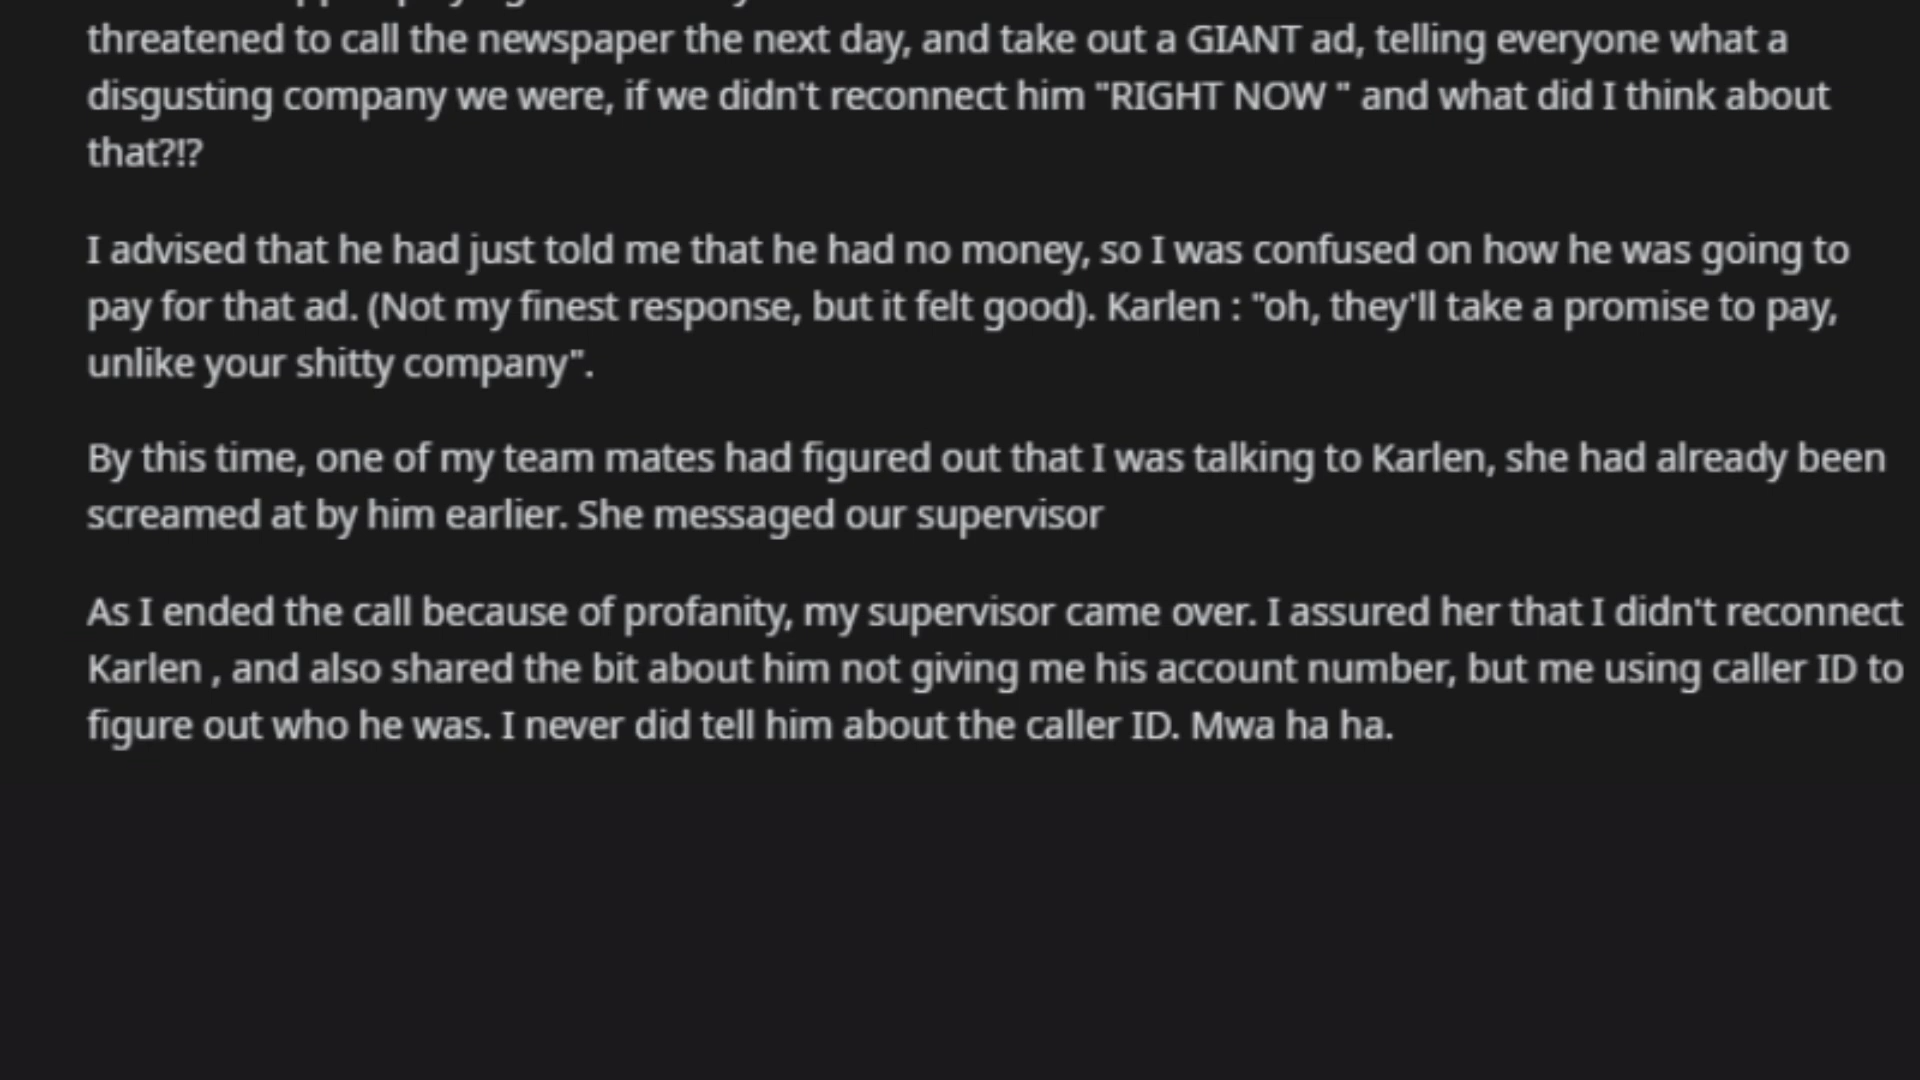 threatened to call the newspaper the next day, and take out a GIANT ad, telling everyone what a
disgusting company we were, if we didn't reconnect him "RIGHT NOW " and what did I think about
that?!?
I advised that he had just told me that he had no money, so I was confused on how he was going to
pay for that ad. (Not my finest response, but it felt good). Karlen : "oh, they'll take a promise to pay,
unlike your shitty company".
By this time, one of my team mates had figured out that I was talking to Karlen, she had already been
screamed at by him earlier. She messaged our supervisor
As I ended the call because of profanity, my supervisor came over. I assured her that I didn't reconnect
Karlen , and also shared the bit about him not giving me his account number, but me using caller ID to
figure out who he was. I never did tell him about the caller ID. Mwa ha ha.